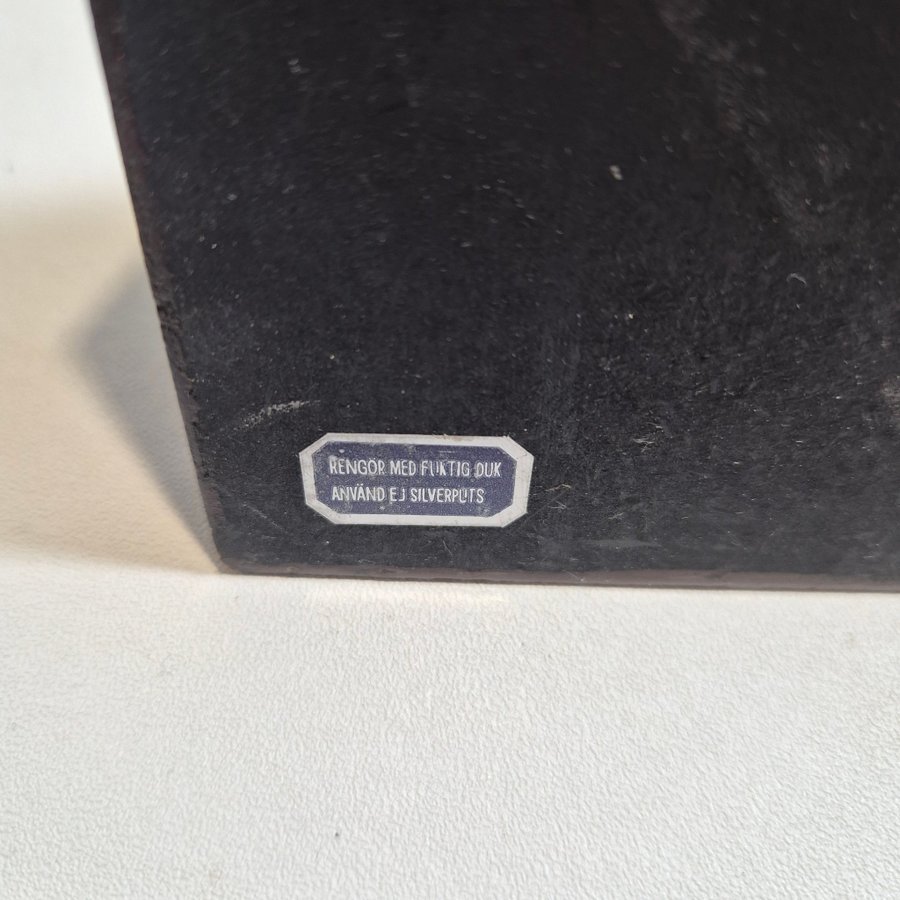 RENGÖR MED FUKTIG DUK
ANVÄND EJ SILVERPUTS